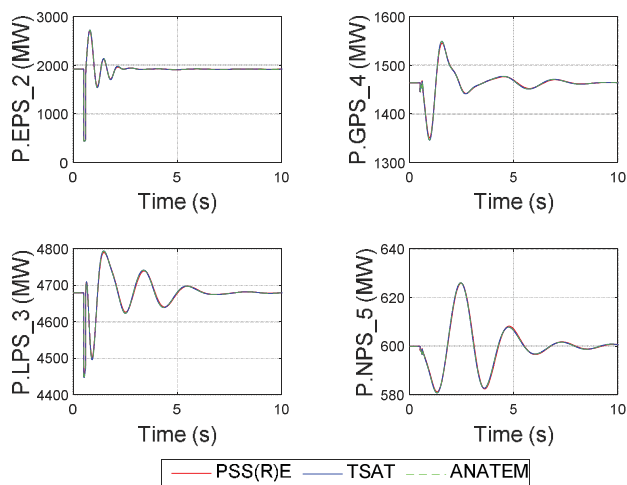 P.EPS_2 (MW)
3000
2000
1000
0
0 5 10
Time (s)
P.GPS_4 (MW)
1600
1500
1400
1300
0 5 10
Time (s)
P.LPS_3 (MW)
4800
4700
4600
4500
4400
0 5 10
Time (s)
P.NPS_5 (MW)
640
620
600
580
0 5 10
Time (s)
PSS(R)E TSAT ANATEM